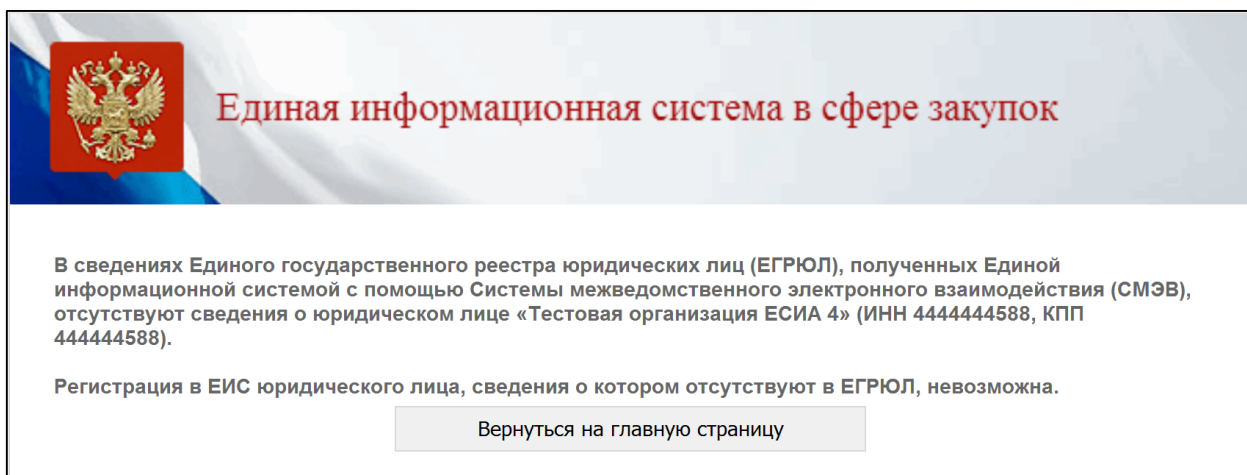 Единая информационная система в сфере закупок
В сведениях Единого государственного реестра юридических лиц (ЕГРЮЛ), полученных Единой
информационной системой с помощью Системы межведомственного электронного взаимодействия (СМЭВ),
отсутствуют сведения о юридическом лице «Тестовая организация ЕСИА 4» (ИНН 4444444588, КПП
444444588).
Регистрация в ЕИС юридического лица, сведения о котором отсутствуют в ЕГРЮЛ, невозможна.
Вернуться на главную страницу